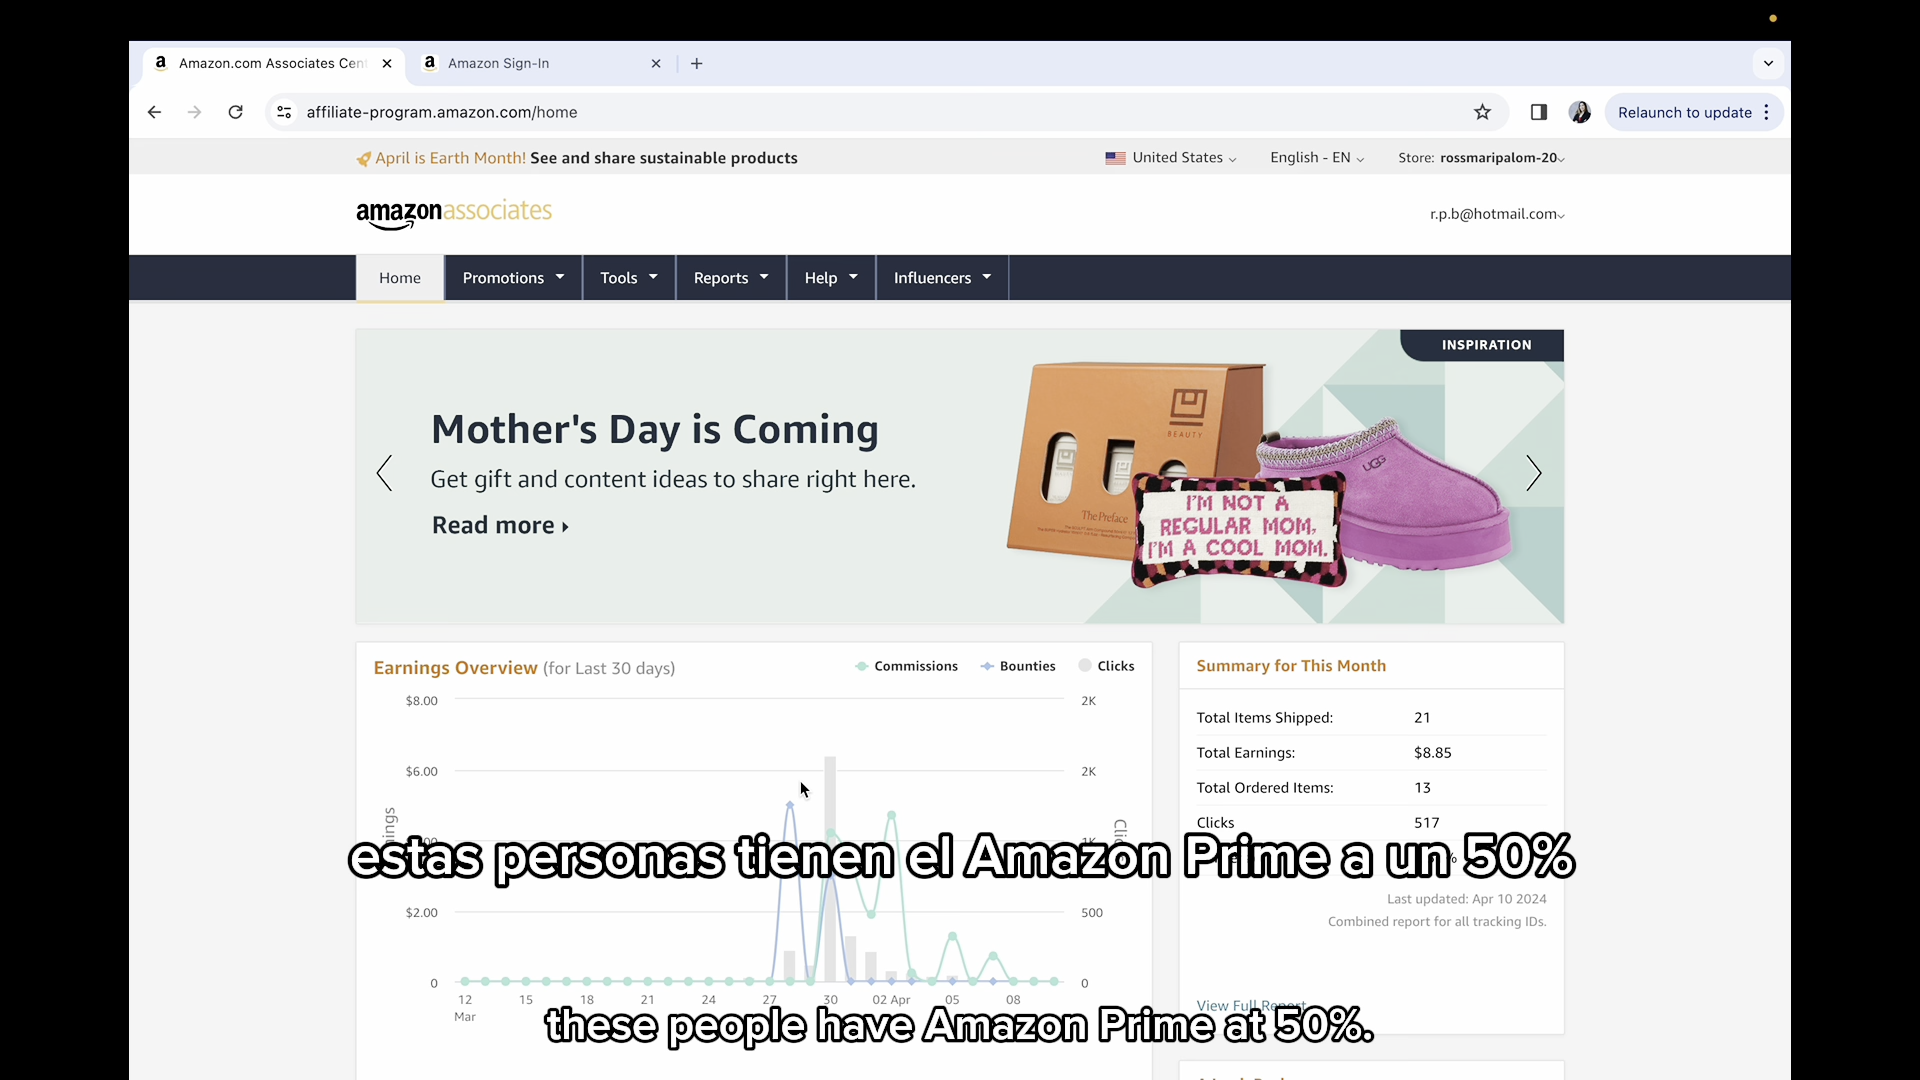 Amazon.com Associates Cen
Amazon Sign-In
affiliate-program.amazon.com/home
Relaunch to update
April is Earth Month! See and share sustainable products
United States
English - EN
Store: rossmaripalom-20
amazonassociates
r.p.b@hotmail.com
Home
Promotions
Tools
Reports
Help
Influencers
INSPIRATION
Mother's Day is Coming
Get gift and content ideas to share right here.
Read more
BEAUTY
The Preface
UGG
I'M NOT A
REGULAR MOM,
I'M A COOL MOM.
Earnings Overview (for Last 30 days)
Commissions
Bounties
Clicks
$8.00
2K
$6.00
2K
$2.00
500
0
0
12
15
18
21
24
27
30
02 Apr
05
08
Mar
Summary for This Month
Total Items Shipped: 21
Total Earnings: $8.85
Total Ordered Items: 13
Clicks 517
Last updated: Apr 10 2024
Combined report for all tracking IDs.
View Full Report
estas personas tienen el Amazon Prime a un 50%
these people have Amazon Prime at 50%.